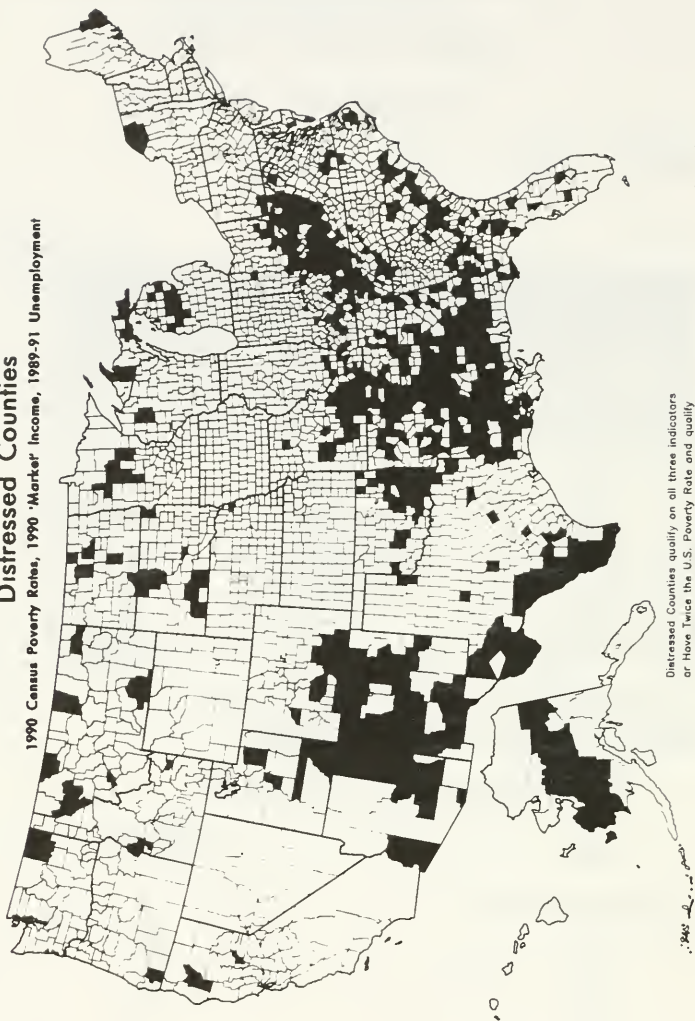 Distressed Counties
1990 Census Poverty Rates, 1990 'Market' Income, 1989-91 Unemployment
Distressed Counties qualify on all three indicators
or Have Twice the U.S. Poverty Rate and qualify